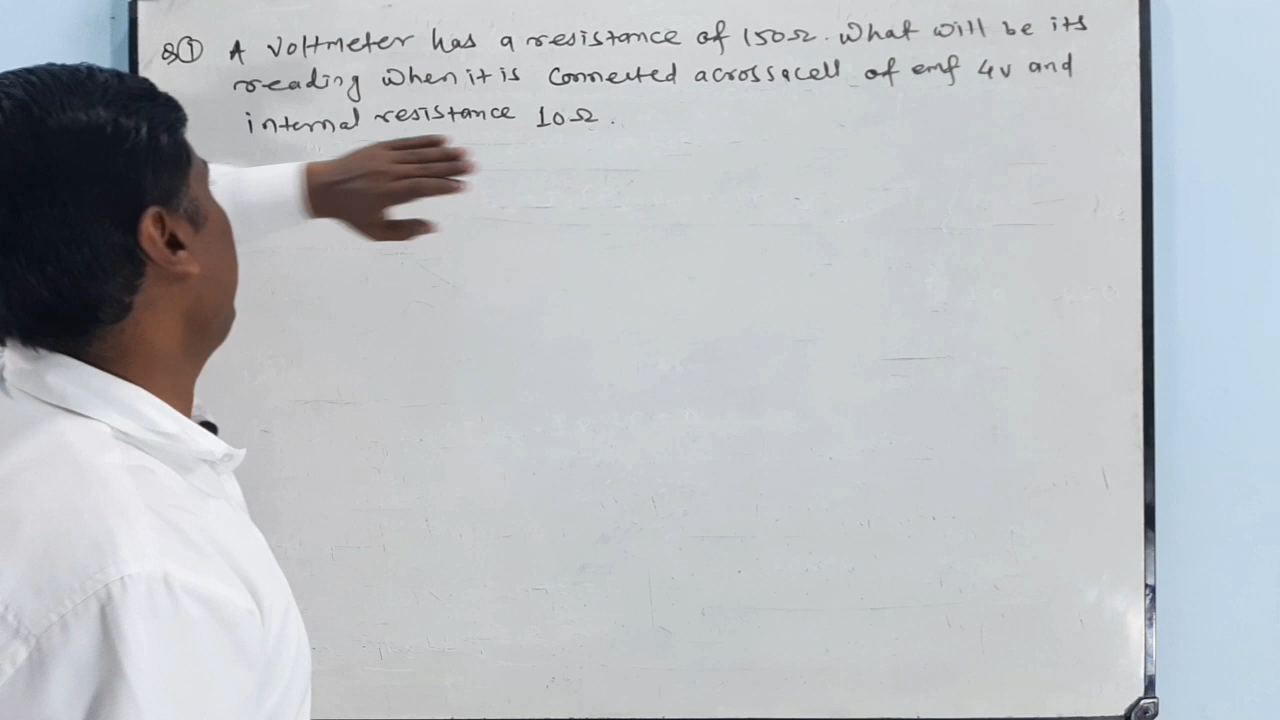 Q① A voltmeter has a resistance of 150Ω. What will be its
reading when it is connected across a cell of emf 4v and
internal resistance 10Ω.